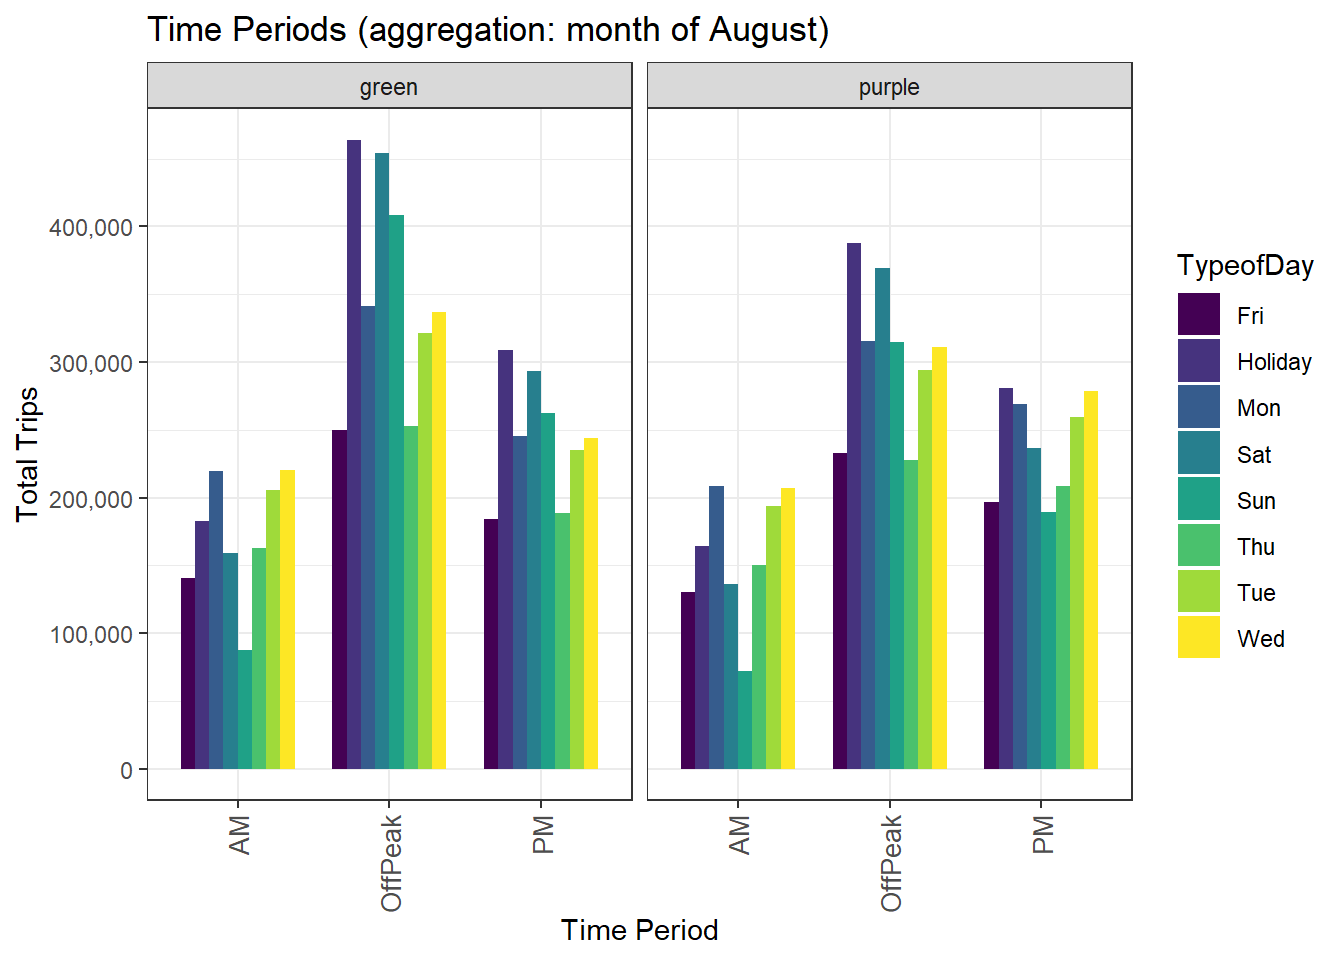 Time Periods (aggregation: month of August)
green
purple
Total Trips
400,000
300,000
200,000
100,000
0
AM
OffPeak
PM
AM
OffPeak
PM
Time Period
TypeofDay
Fri
Holiday
Mon
Sat
Sun
Thu
Tue
Wed